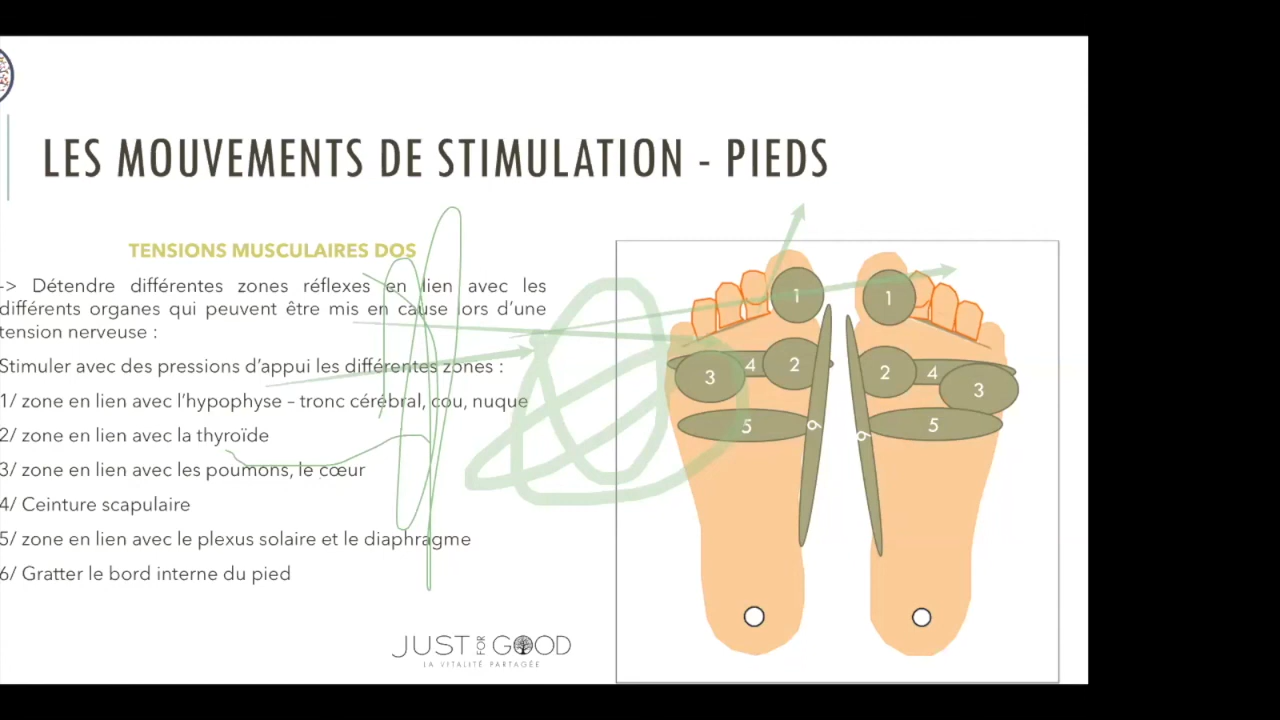 LES MOUVEMENTS DE STIMULATION - PIEDS
TENSIONS MUSCULAIRES DOS
-> Détendre différentes zones réflexes en lien avec les
différents organes qui peuvent être mis en cause lors d'une
tension nerveuse :
Stimuler avec des pressions d'appui les différentes zones :
1/ zone en lien avec l'hypophyse – tronc cérébral, cou, nuque
2/ zone en lien avec la thyroïde
3/ zone en lien avec les poumons, le cœur
4/ Ceinture scapulaire
5/ zone en lien avec le plexus solaire et le diaphragme
6/ Gratter le bord interne du pied
1 1
3 4 2 2 4 3
5 6 6 5
JUST FOR GOOD
LA VITALITÉ PARTAGÉE